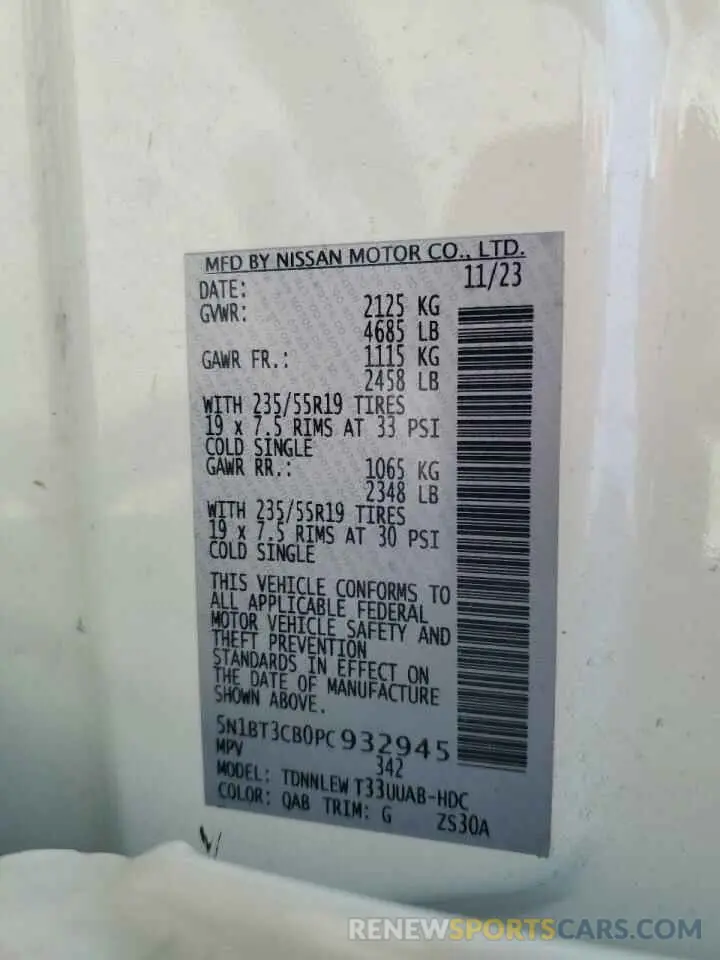 MFD BY NISSAN MOTOR CO., LTD.
DATE: 11/23
GVWR: 2125 KG
4685 LB
GAWR FR.: 1115 KG
2458 LB
WITH 235/55R19 TIRES
19 x 7.5 RIMS AT 33 PSI
COLD SINGLE
GAWR RR.: 1065 KG
2348 LB
WITH 235/55R19 TIRES
19 x 7.5 RIMS AT 30 PSI
COLD SINGLE
THIS VEHICLE CONFORMS TO
ALL APPLICABLE FEDERAL
MOTOR VEHICLE SAFETY AND
THEFT PREVENTION
STANDARDS IN EFFECT ON
THE DATE OF MANUFACTURE
SHOWN ABOVE.
5N1BT3CB0PC932945
MPV 342
MODEL: TDNNLEW T33UUAB-HDC
COLOR: QAB TRIM: G ZS30A
RENEWSPORTSCARS.COM